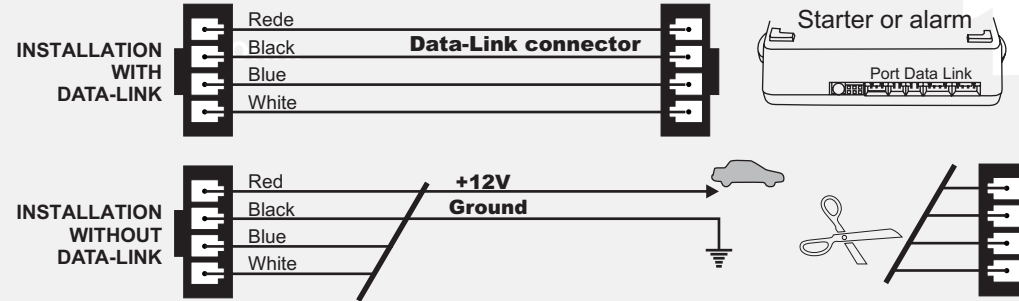 INSTALLATION
WITH
DATA-LINK
Rede
Black
Blue
White
Data-Link connector
Starter or alarm
Port Data Link
INSTALLATION
WITHOUT
DATA-LINK
Red
Black
Blue
White
+12V
Ground